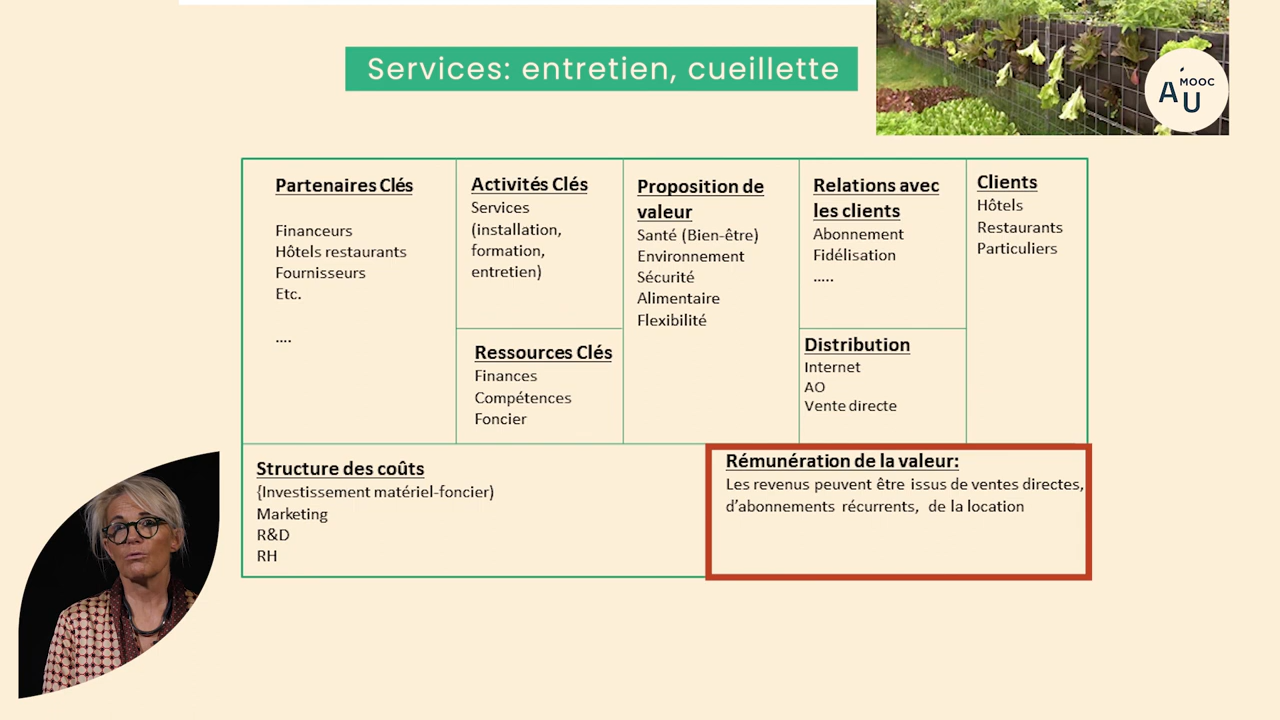 Services: entretien, cueillette
MOOC
AU
Partenaires Clés
Financeurs
Hôtels restaurants
Fournisseurs
Etc.
....
Activités Clés
Services
(installation,
formation,
entretien)
Ressources Clés
Finances
Compétences
Foncier
Proposition de
valeur
Santé (Bien-être)
Environnement
Sécurité
Alimentaire
Flexibilité
Relations avec
les clients
Abonnement
Fidélisation
.....
Distribution
Internet
AO
Vente directe
Clients
Hôtels
Restaurants
Particuliers
Structure des coûts
{Investissement matériel-foncier)
Marketing
R&D
RH
Rémunération de la valeur:
Les revenus peuvent être issus de ventes directes,
d’abonnements récurrents, de la location